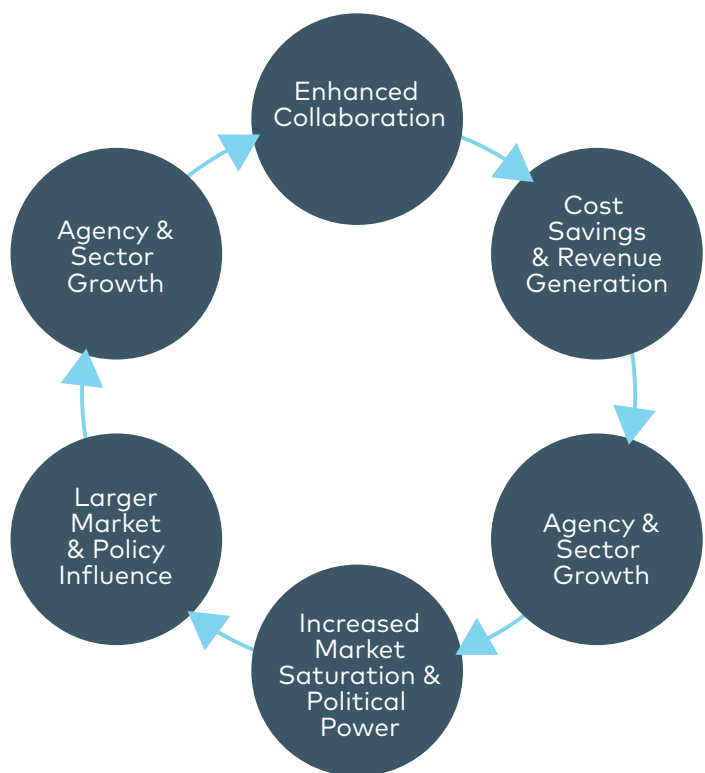 Enhanced
Collaboration
Cost
Savings
& Revenue
Generation
Agency &
Sector
Growth
Increased
Market
Saturation &
Political
Power
Larger
Market
& Policy
Influence
Agency &
Sector
Growth